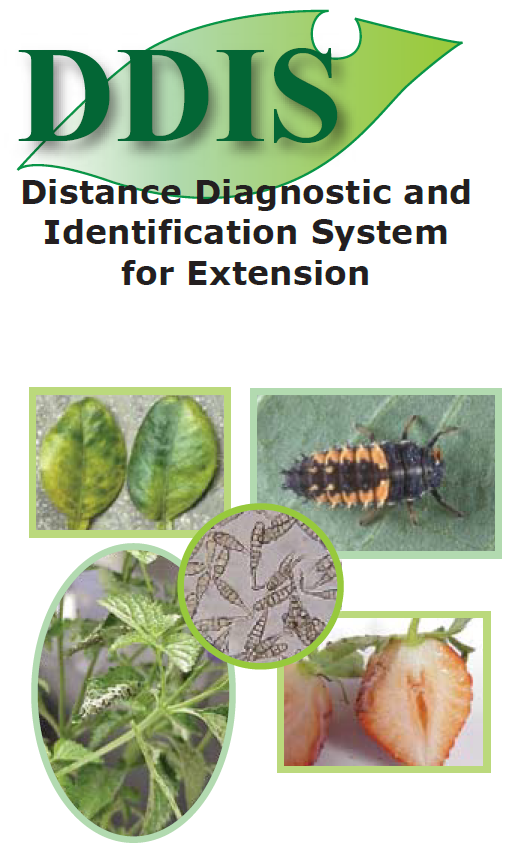 DDIS
Distance Diagnostic and
Identification System
for Extension